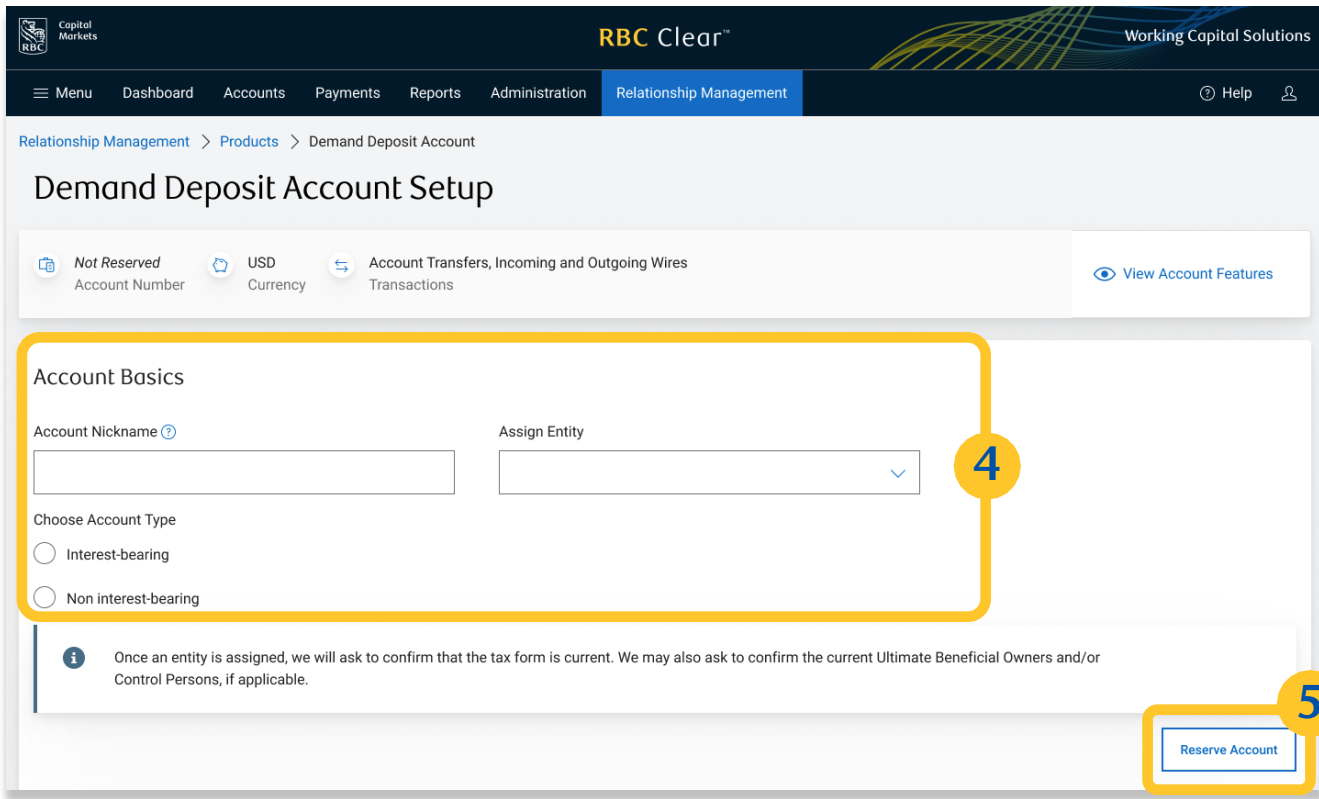 RBC
Capital
Markets
RBC Clear™
Working Capital Solutions
Menu Dashboard Accounts Payments Reports Administration Relationship Management Help
Relationship Management > Products > Demand Deposit Account
Demand Deposit Account Setup
Not Reserved USD Account Transfers, Incoming and Outgoing Wires
Account Number Currency Transactions
View Account Features
Account Basics
Account Nickname ? Assign Entity
4
Choose Account Type
Interest-bearing
Non interest-bearing
Once an entity is assigned, we will ask to confirm that the tax form is current. We may also ask to confirm the current Ultimate Beneficial Owners and/or
Control Persons, if applicable.
5
Reserve Account